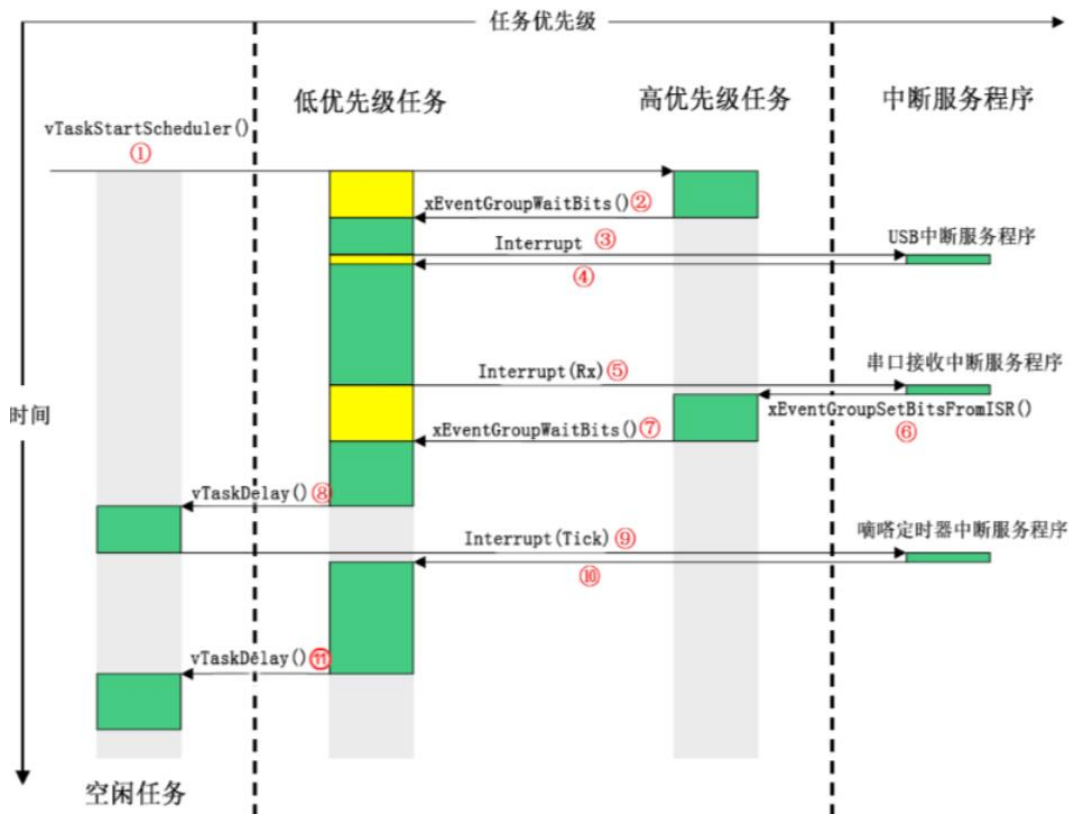 任务优先级
低优先级任务
高优先级任务
中断服务程序
vTaskStartScheduler()
①
xEventGroupWaitBits()②
Interrupt ③
USB中断服务程序
④
Interrupt(Rx)⑤
串口接收中断服务程序
时间
xEventGroupSetBitsFromISR()
xEventGroupWaitBits()⑦
⑥
vTaskDelay()⑧
Interrupt(Tick)⑨
嘀嗒定时器中断服务程序
⑩
vTaskDelay()⑪
空闲任务